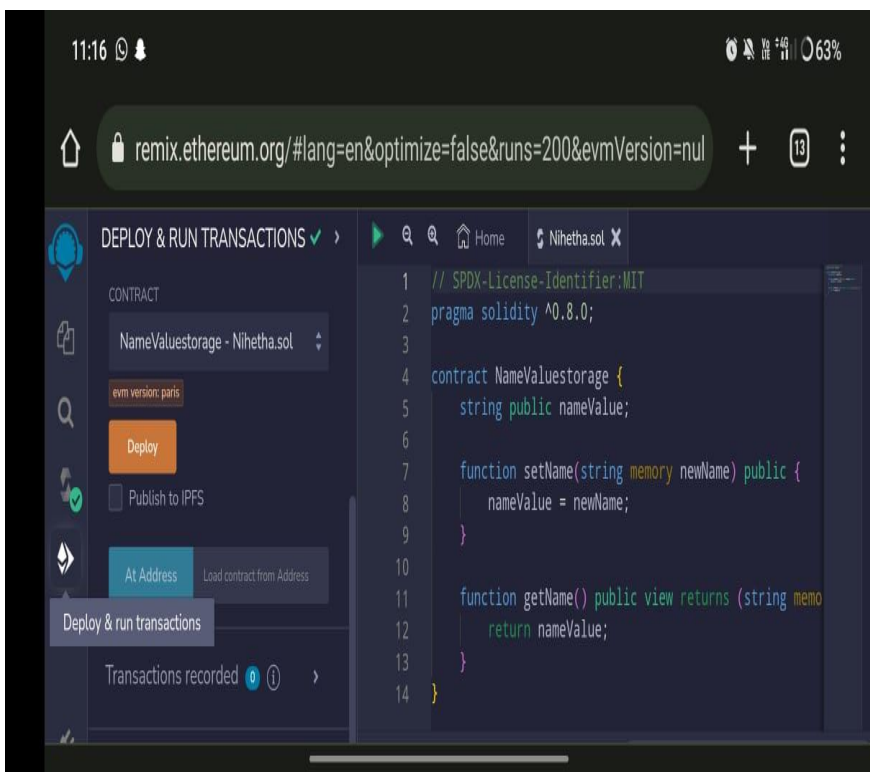 11:16
63%
remix.ethereum.org/#lang=en&optimize=false&runs=200&evmVersion=nul
13
DEPLOY & RUN TRANSACTIONS
CONTRACT
NameValuestorage - Nihetha.sol
evm version: paris
Deploy
Publish to IPFS
At Address
Load contract from Address
Deploy & run transactions
Transactions recorded 0
Home
Nihetha.sol
1 // SPDX-License-Identifier:MIT
2 pragma solidity ^0.8.0;
3
4 contract NameValuestorage {
5 string public nameValue;
6
7 function setName(string memory newName) public {
8 nameValue = newName;
9 }
10
11 function getName() public view returns (string memo
12 return nameValue;
13 }
14 }